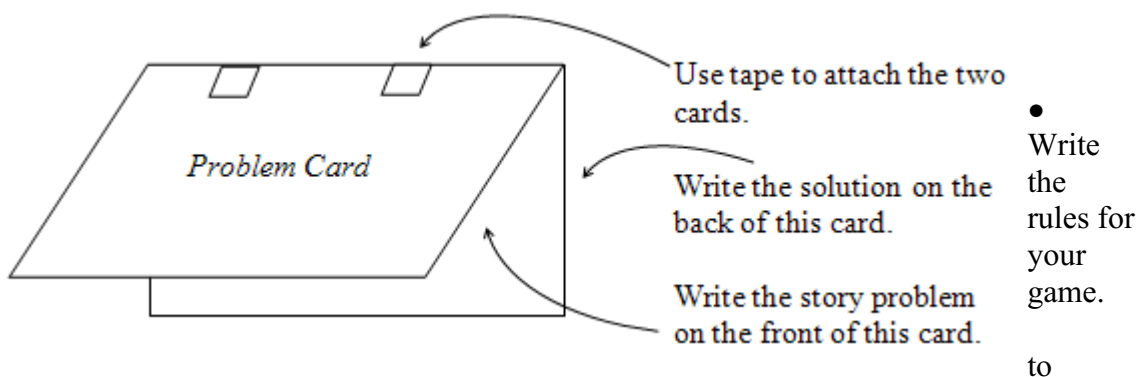 Problem Card
Use tape to attach the two
cards.
Write the solution on the
back of this card.
Write the story problem
on the front of this card.
●
Write
the
rules for
your
game.
to